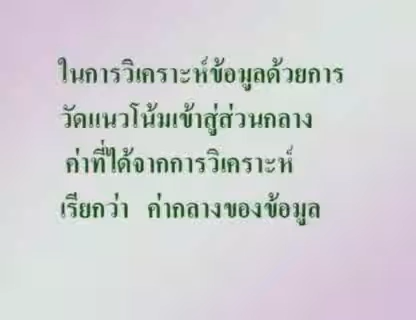 ในการวิเคราะห์ข้อมูลด้วยการ
วัดแนวโน้มเข้าสู่ส่วนกลาง
ค่าที่ได้จากการวิเคราะห์
เรียกว่า ค่ากลางของข้อมูล